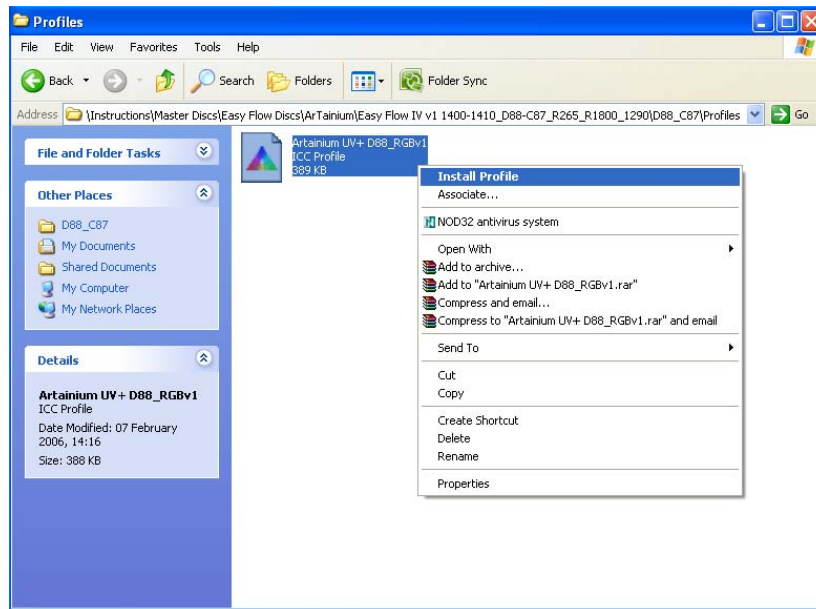 Profiles
File Edit View Favorites Tools Help
Back Search Folders Folder Sync
Address \Instructions\Master Discs\Easy Flow Discs\ArTainium\Easy Flow IV v1 1400-1410_D88-C87_R265_R1800_1290\D88_C87\Profiles Go
File and Folder Tasks
Other Places
D88_C87
My Documents
Shared Documents
My Computer
My Network Places
Details
Artainium UV+ D88_RGBv1
ICC Profile
Date Modified: 07 February
2006, 14:16
Size: 388 KB
Artainium UV+ D88_RGBv1
ICC Profile
389 KB
Install Profile
Associate...
NOD32 antivirus system
Open With
Add to archive...
Add to "Artainium UV+ D88_RGBv1.rar"
Compress and email...
Compress to "Artainium UV+ D88_RGBv1.rar" and email
Send To
Cut
Copy
Create Shortcut
Delete
Rename
Properties